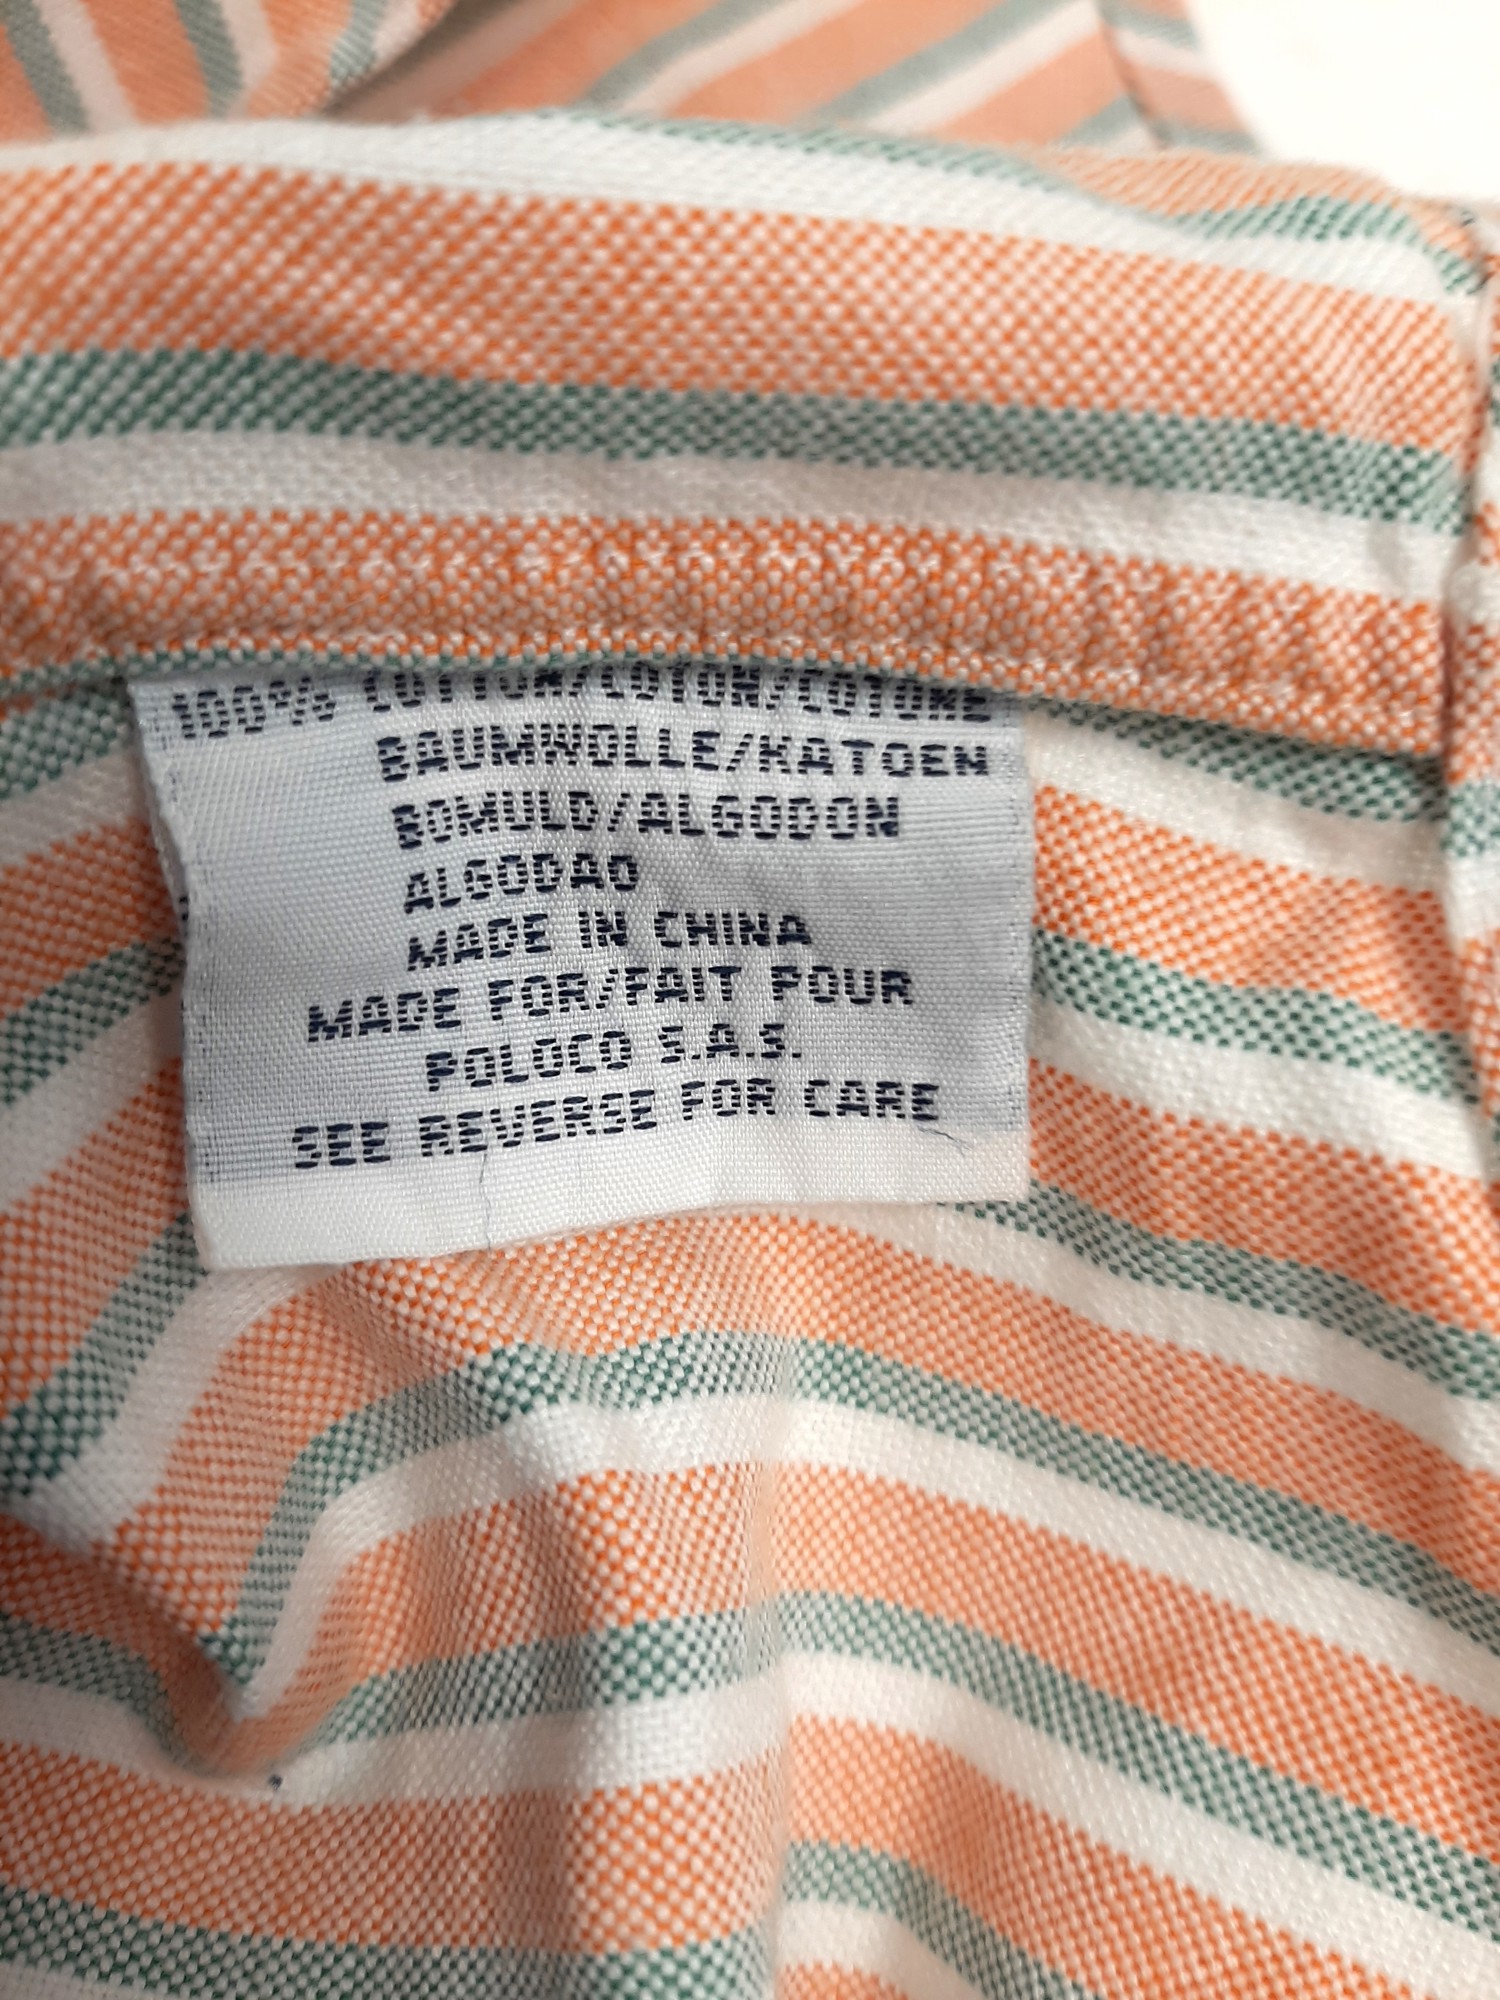 100% COTTON/COTON/COTONE
BAUMWOLLE/KATOEN
BOMULD/ALGODON
ALGODAO
MADE IN CHINA
MADE FOR/FAIT POUR
POLOCO S.A.S.
SEE REVERSE FOR CARE